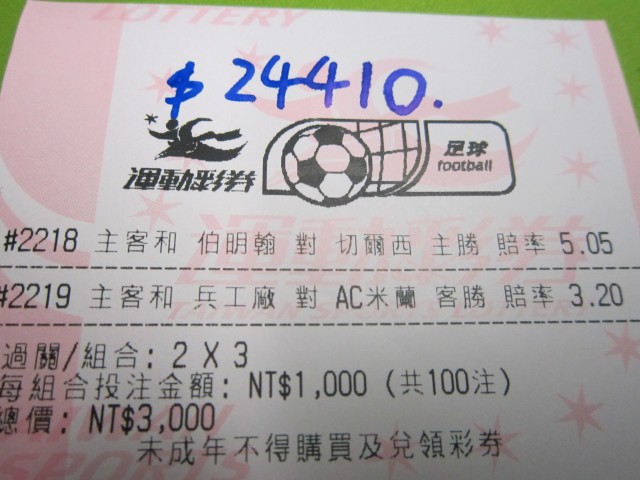 LOTTERY
$ 24410.
運動彩券
足球
football
#2218 主客和 伯明翰 對 切爾西 主勝 賠率 5.05
#2219 主客和 兵工廠 對 AC米蘭 客勝 賠率 3.20
過關/組合: 2 X 3
每組合投注金額: NT$1,000 (共100注)
總價: NT$3,000
未成年不得購買及兌領彩券